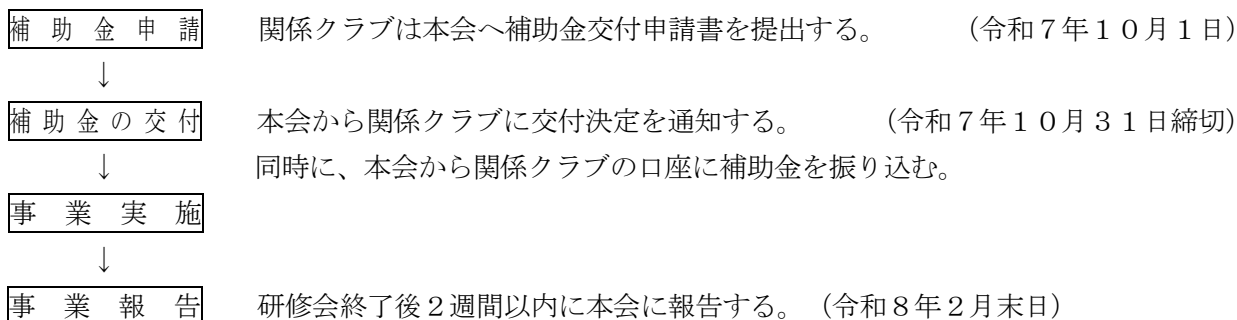 補助金申請 関係クラブは本会へ補助金交付申請書を提出する。 (令和7年10月1日)
↓
補助金の交付 本会から関係クラブに交付決定を通知する。 (令和7年10月31日締切)
↓ 同時に、本会から関係クラブの口座に補助金を振り込む。
事業実施
↓
事業報告 研修会終了後2週間以内に本会に報告する。(令和8年2月末日)